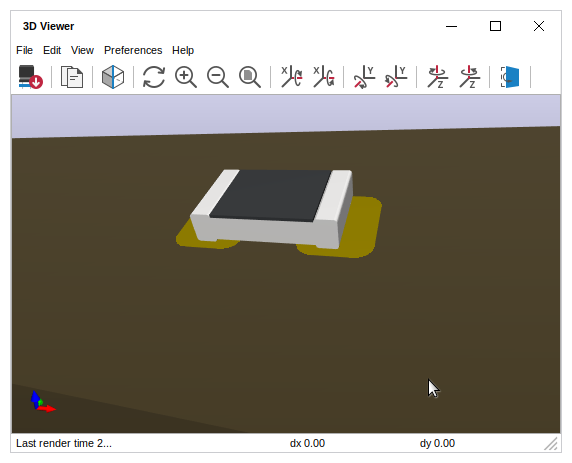 3D Viewer
File Edit View Preferences Help
X X Y Y Z Z
Last render time 2... dx 0.00 dy 0.00